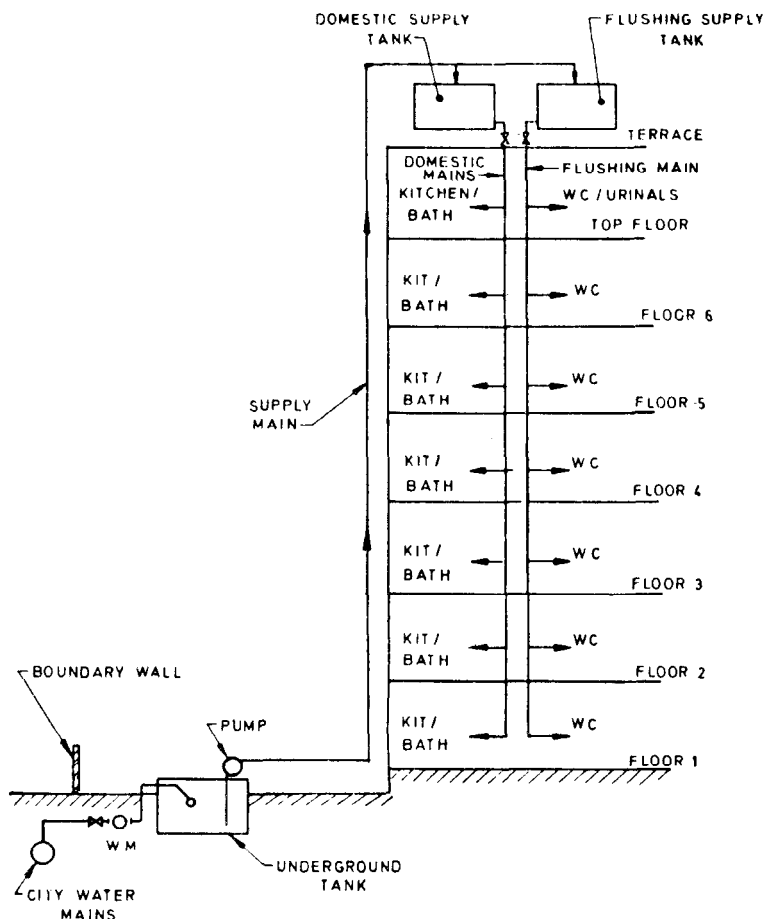 DOMESTIC SUPPLY
TANK
FLUSHING SUPPLY
TANK
TERRACE
DOMESTIC
MAINS
FLUSHING MAIN
KITCHEN/
BATH
WC/URINALS
TOP FLOOR
KIT/
BATH
WC
FLOOR 6
KIT/
BATH
WC
FLOOR 5
SUPPLY
MAIN
KIT/
BATH
WC
FLOOR 4
KIT/
BATH
WC
FLOOR 3
KIT/
BATH
WC
FLOOR 2
BOUNDARY WALL
PUMP
KIT/
BATH
WC
FLOOR 1
WM
UNDERGROUND
TANK
CITY WATER
MAINS